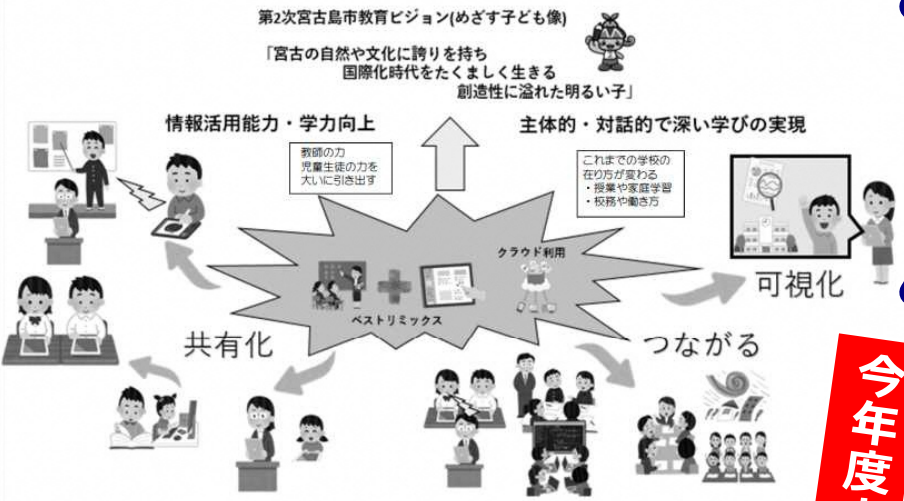 第2次宮古島市教育ビジョン(めざす子ども像)
「宮古の自然や文化に誇りを持ち
国際化時代をたくましく生きる
創造性に溢れた明るい子」
情報活用能力・学力向上
主体的・対話的で深い学びの実現
教師の力
児童生徒の力を
大いに引き出す
これまでの学校の
在り方が変わる
・授業や家庭学習
・校務や働き方
クラウド利用
ベストリミックス
可視化
共有化
つながる
今年度